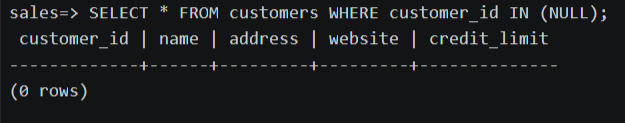 sales=> SELECT * FROM customers WHERE customer_id IN (NULL);
 customer_id | name | address | website | credit_limit
-------------+------+---------+---------+--------------
(0 rows)